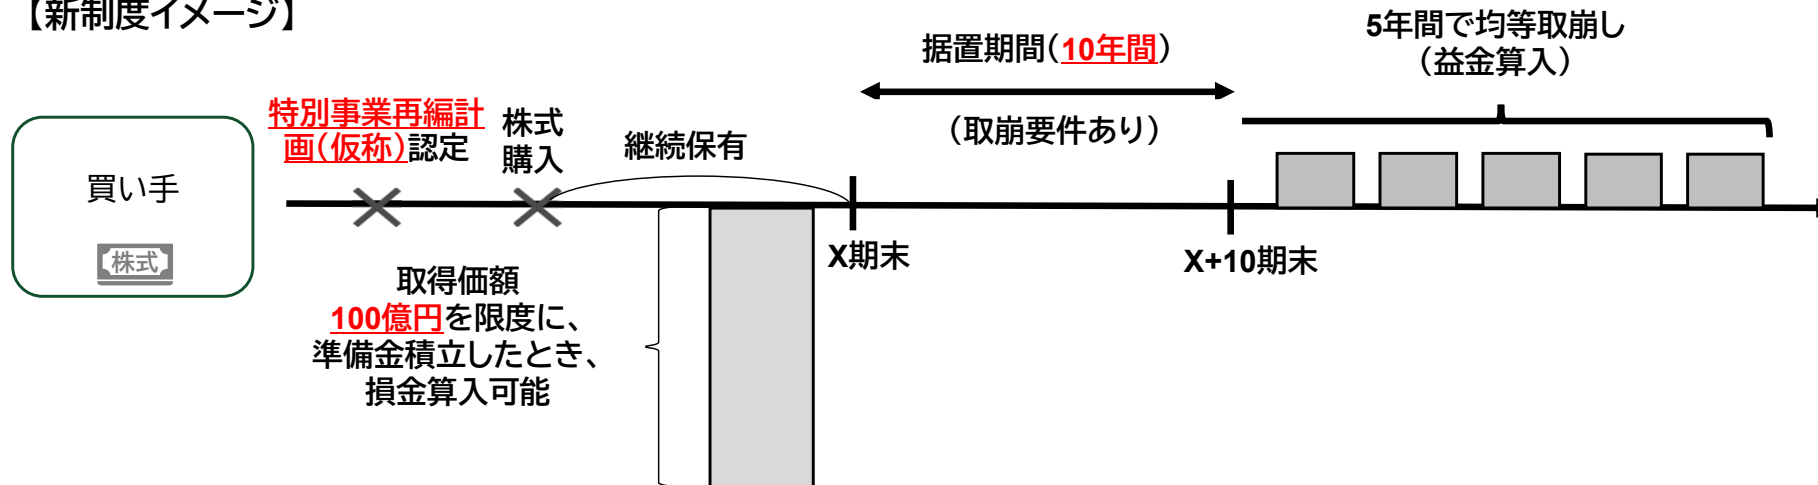 【新制度イメージ】
5年間で均等取崩し
（益金算入）
据置期間（10年間）
（取崩要件あり）
特別事業再編計
画（仮称）認定
株式
購入
継続保有
買い手
株式
X期末
X+10期末
取得価額
100億円を限度に、
準備金積立したとき、
損金算入可能